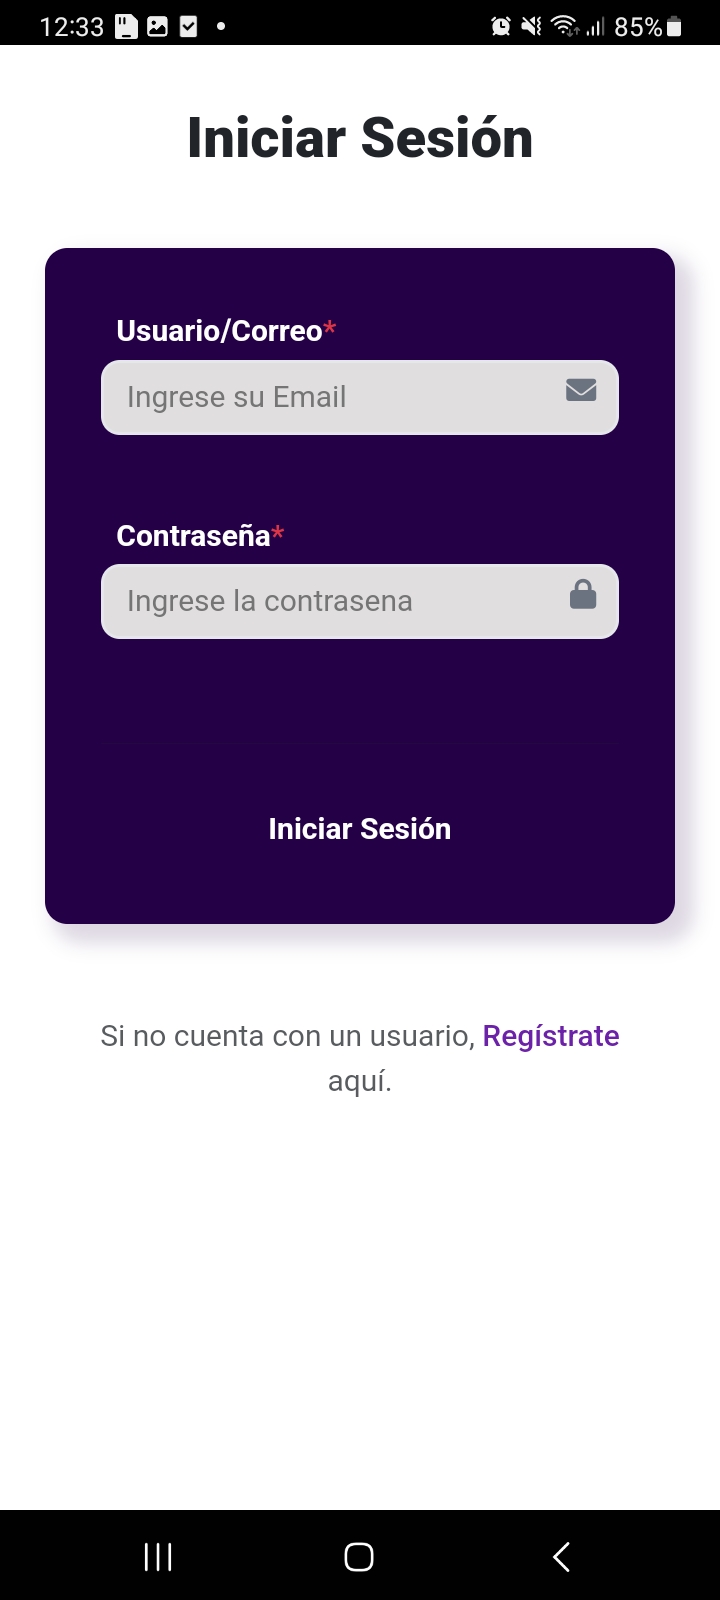 12:33
85%
Iniciar Sesión
Usuario/Correo*
Ingrese su Email
Contraseña*
Ingrese la contrasena
Iniciar Sesión
Si no cuenta con un usuario, Regístrate
aquí.